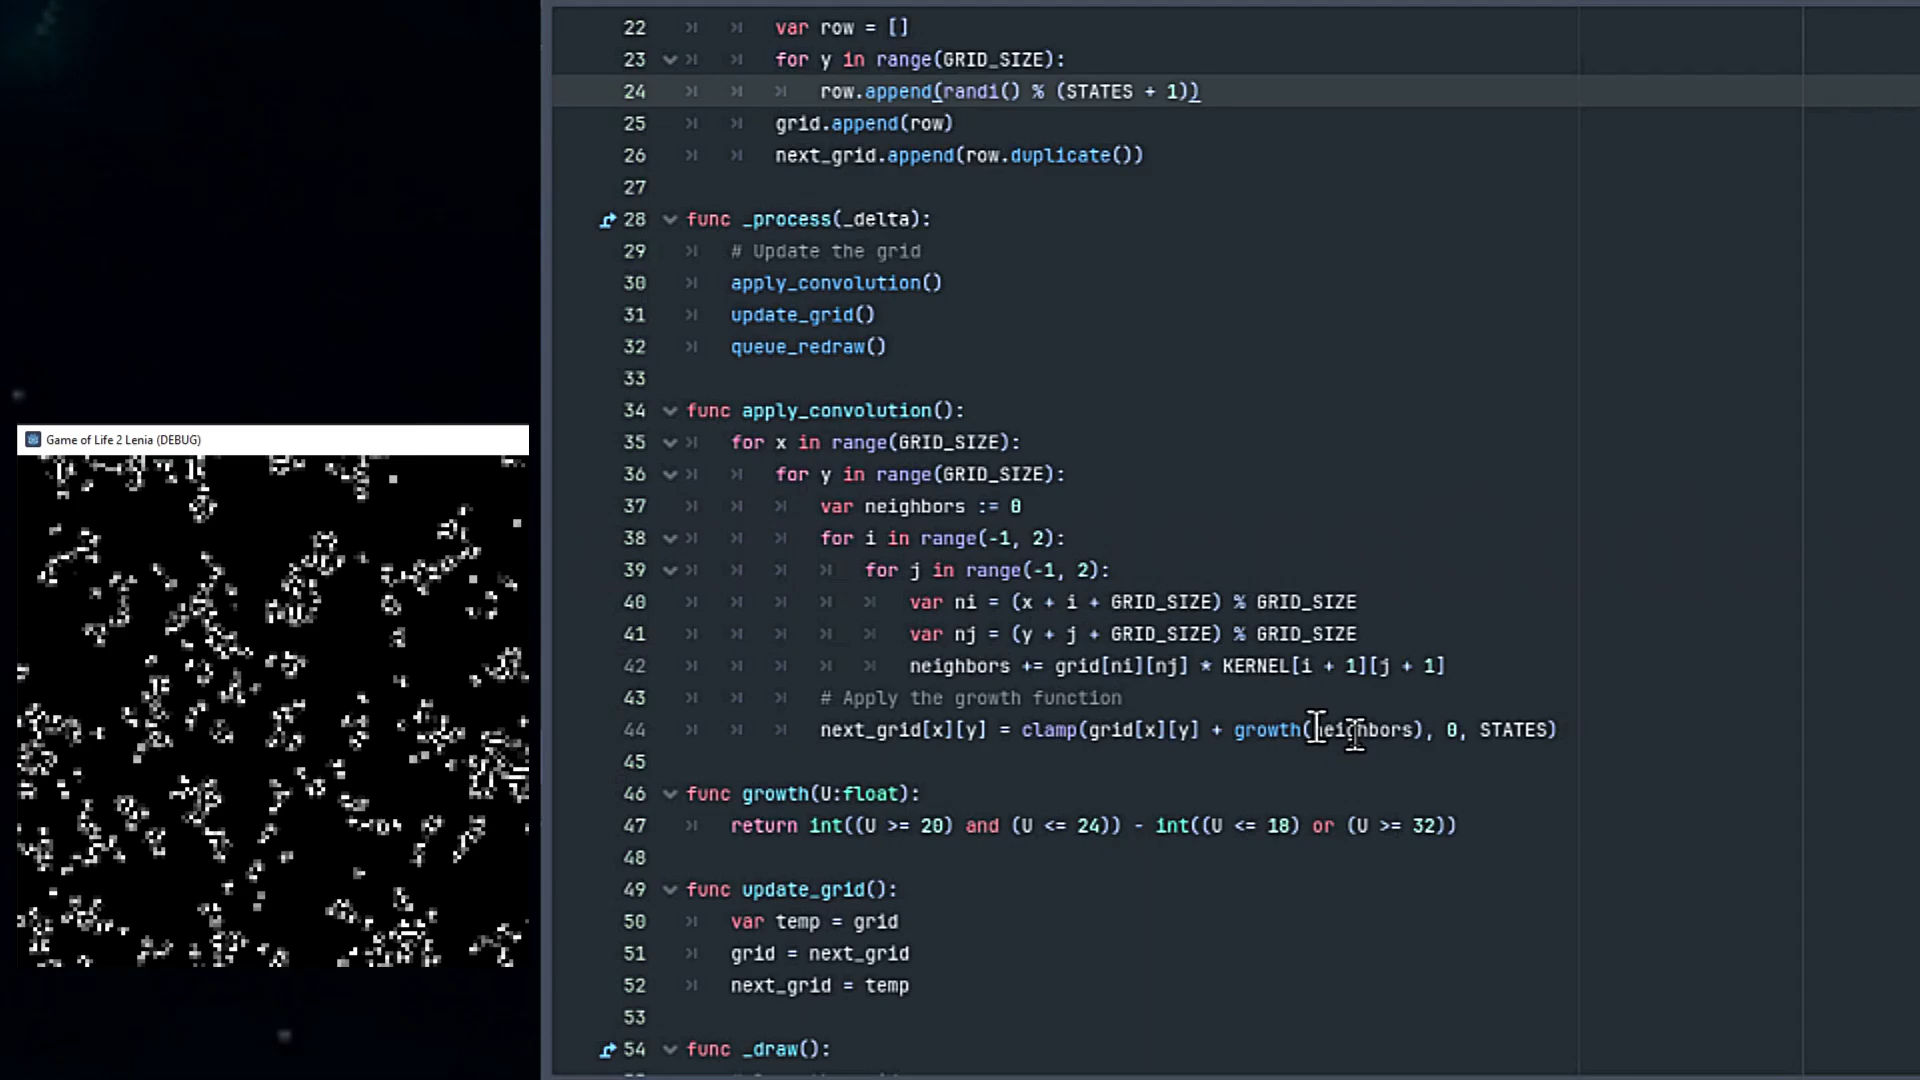 22 var row = []
23 for y in range(GRID_SIZE):
24 row.append(randi() % (STATES + 1))
25 grid.append(row)
26 next_grid.append(row.duplicate())
27
28 func _process(_delta):
29 # Update the grid
30 apply_convolution()
31 update_grid()
32 queue_redraw()
33
34 func apply_convolution():
35 for x in range(GRID_SIZE):
36 for y in range(GRID_SIZE):
37 var neighbors := 0
38 for i in range(-1, 2):
39 for j in range(-1, 2):
40 var ni = (x + i + GRID_SIZE) % GRID_SIZE
41 var nj = (y + j + GRID_SIZE) % GRID_SIZE
42 neighbors += grid[ni][nj] * KERNEL[i + 1][j + 1]
43 # Apply the growth function
44 next_grid[x][y] = clamp(grid[x][y] + growth(neighbors), 0, STATES)
45
46 func growth(U:float):
47 return int((U >= 20) and (U <= 24)) - int((U <= 18) or (U >= 32))
48
49 func update_grid():
50 var temp = grid
51 grid = next_grid
52 next_grid = temp
53
54 func _draw():
Game of Life 2 Lenia (DEBUG)